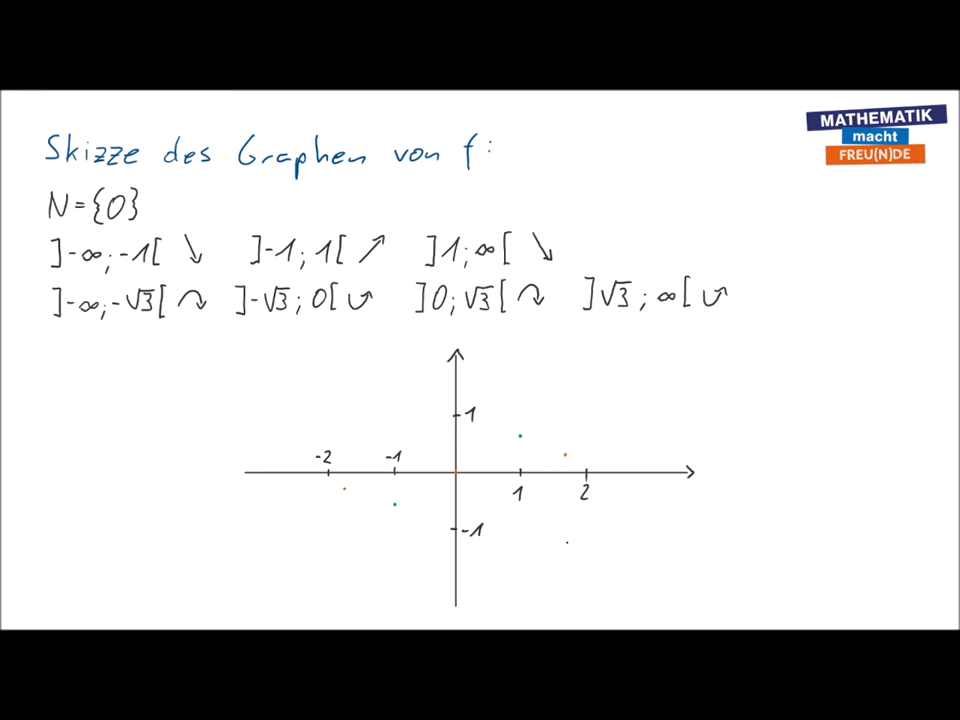 MATHEMATIK
macht
FREU(N)DE
Skizze des Graphen von f:
N={0}
]-∞;-1[ ↘ ]-1;1[ ↗ ]1;∞[ ↘
]-∞;-√3[ ↷ ]-√3;0[ ⤻ ]0;√3[ ↷ ]√3;∞[ ⤻
1
-2 -1
1 2
-1